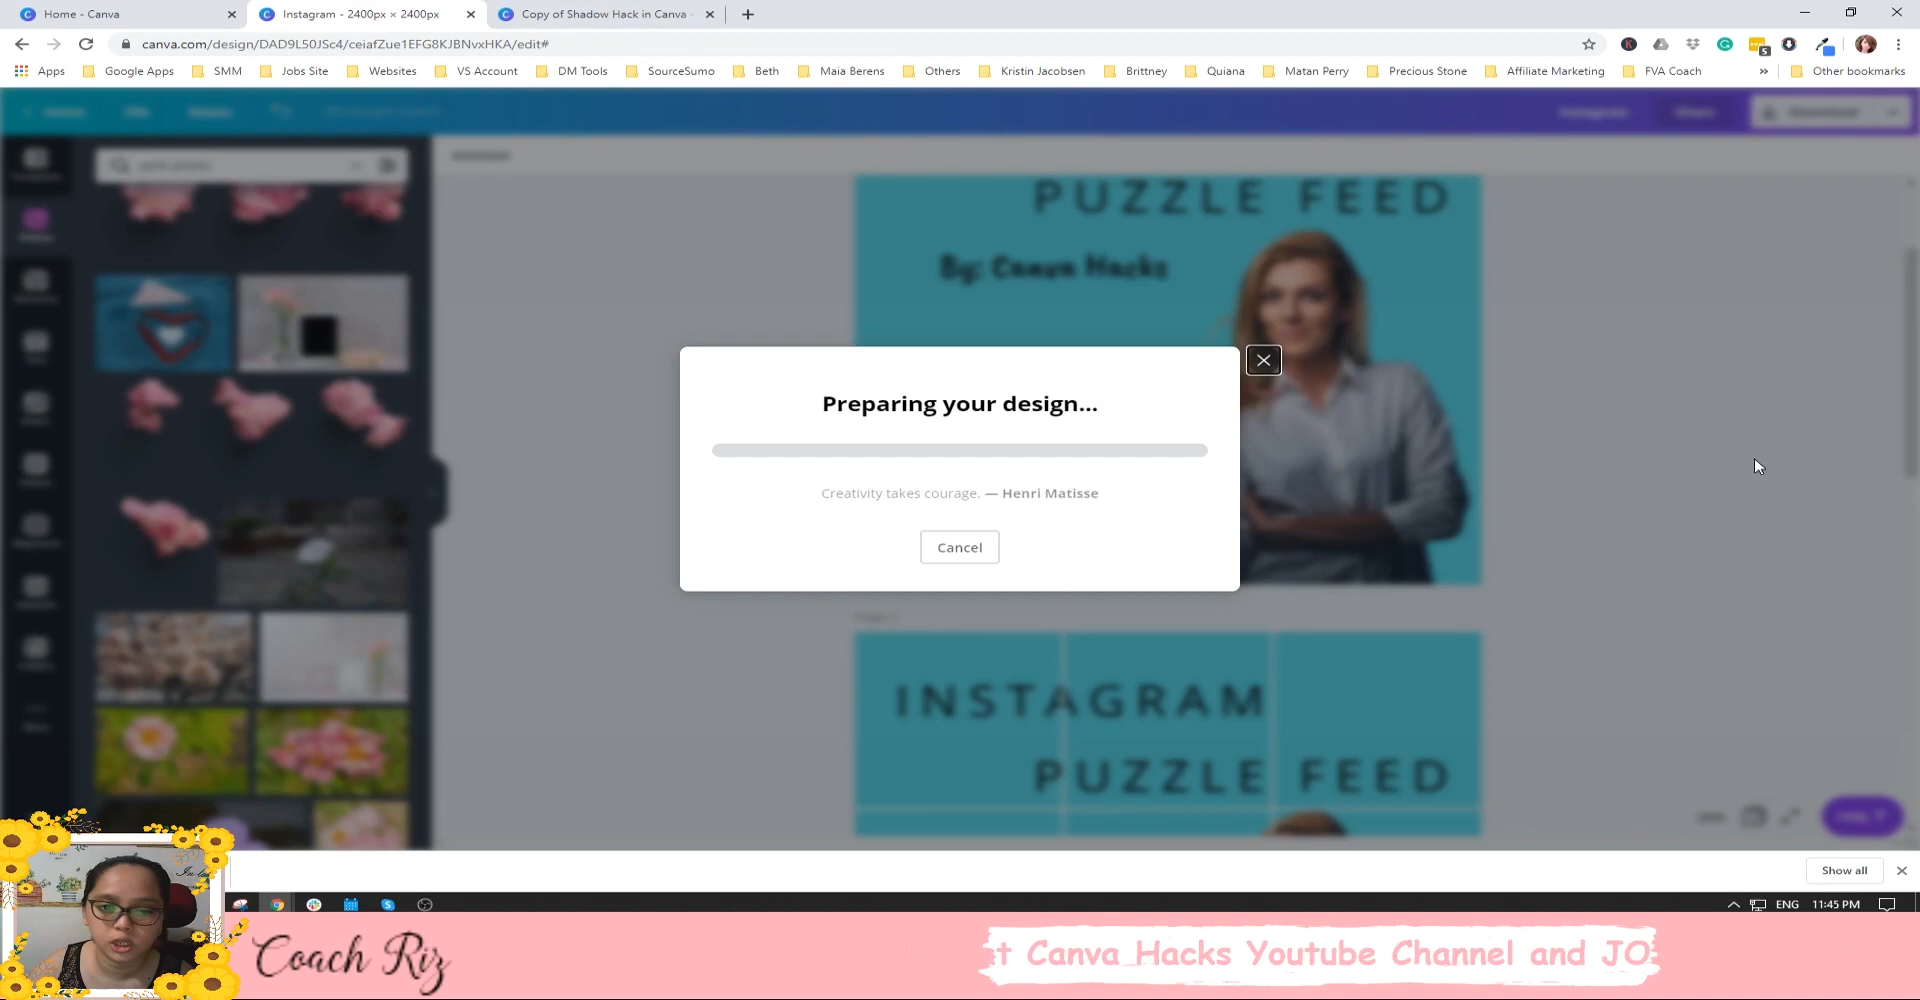 Home - Canva
Instagram - 2400px × 2400px
Copy of Shadow Hack in Canva -
canva.com/design/DAD9L50JSc4/ceiafZue1EFG8KJBNvxHKA/edit#
Apps
Google Apps
SMM
Jobs Site
Websites
VS Account
DM Tools
SourceSumo
Beth
Maia Berens
Others
Kristin Jacobsen
Brittney
Quiana
Matan Perry
Precious Stone
Affiliate Marketing
FVA Coach
»
Other bookmarks
PUZZLE FEED
By: Canva Hacks
Preparing your design...
Creativity takes courage. — Henri Matisse
Cancel
INSTAGRAM
PUZZLE FEED
Show all
ENG 11:45 PM
Coach Riz
t Canva Hacks Youtube Channel and JO